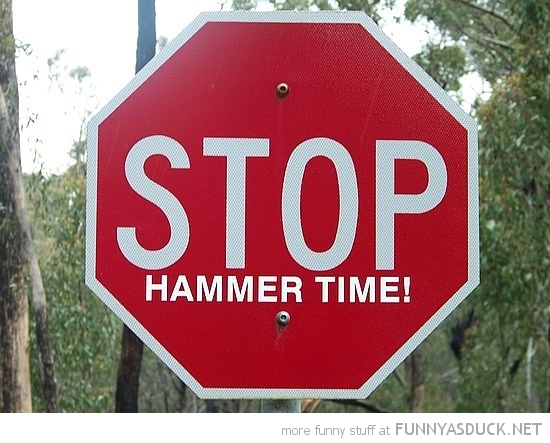 STOP
HAMMER TIME!
more funny stuff at FUNNYASDUCK.NET